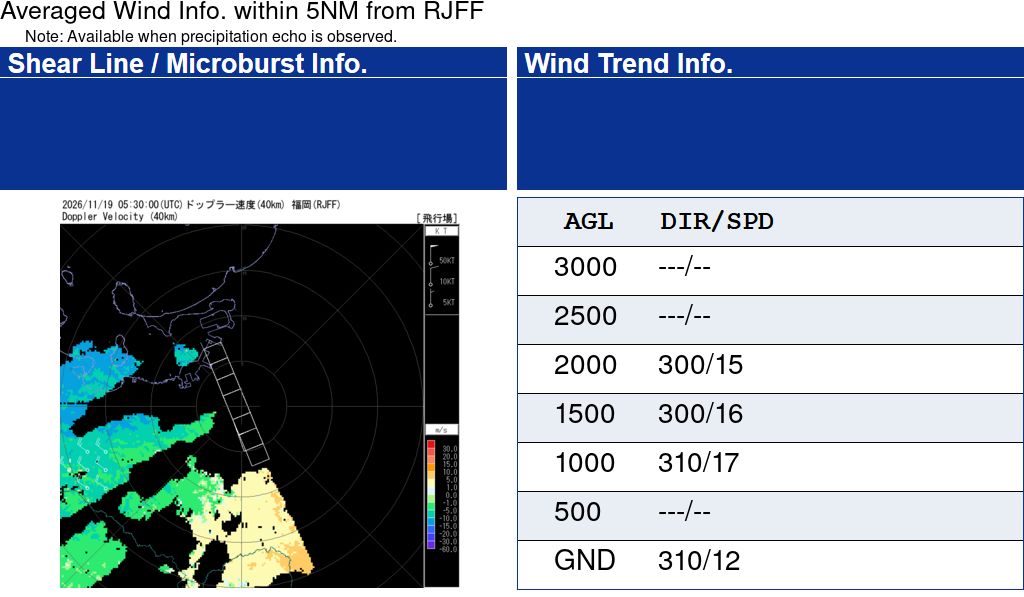 Averaged Wind Info. within 5NM from RJFF
Note: Available when precipitation echo is observed.
Shear Line / Microburst Info.
Wind Trend Info.
2026/11/19 05:30:00(UTC) ドップラー速度(40km) 福岡(RJFF)
Doppler Velocity (40km)
[飛行場]
KT
50KT
10KT
5KT
m/s
30.0
20.0
15.0
10.0
5.0
1.0
0.0
-1.0
-5.0
-10.0
-15.0
-20.0
-30.0
-60.0
AGL DIR/SPD
3000 ---/--
2500 ---/--
2000 300/15
1500 300/16
1000 310/17
500 ---/--
GND 310/12